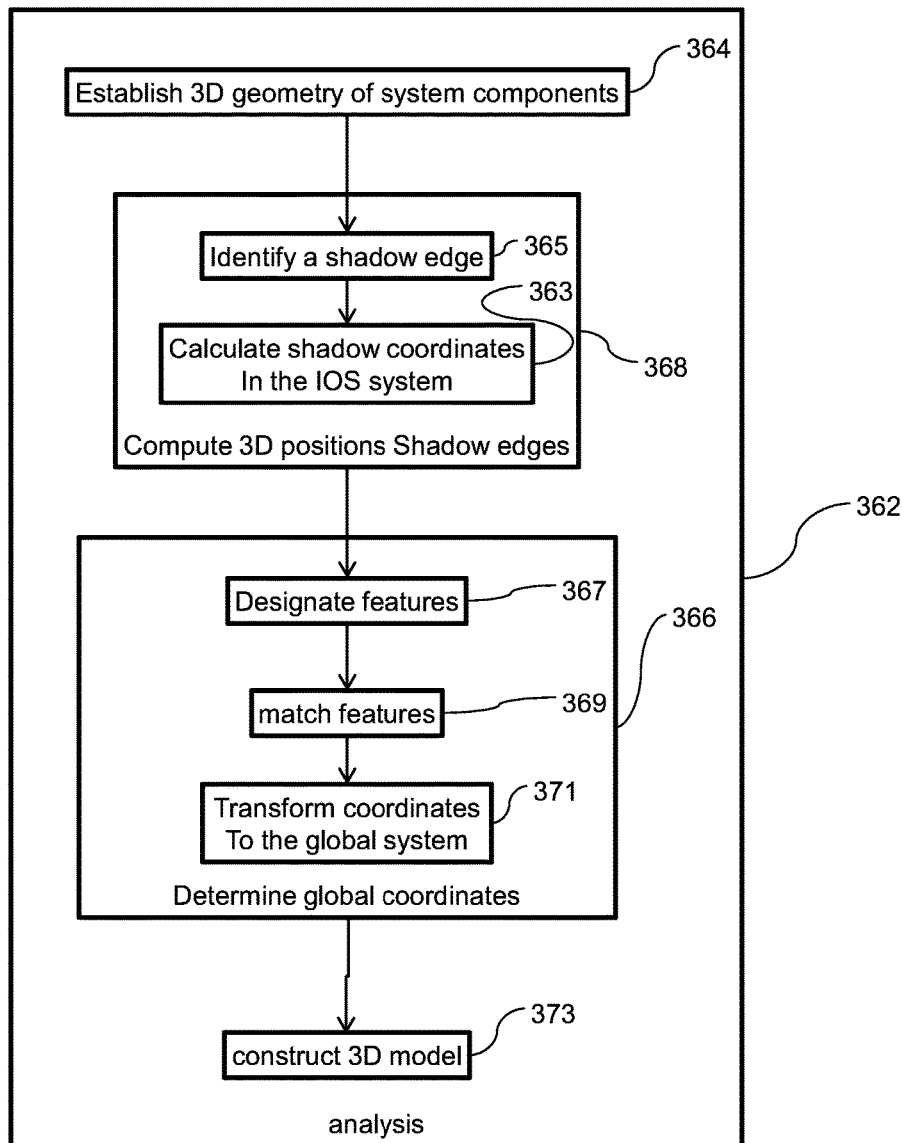 364
Establish 3D geometry of system components
Identify a shadow edge
365
363
Calculate shadow coordinates
In the IOS system
368
Compute 3D positions Shadow edges
362
Designate features
367
366
match features
369
Transform coordinates
To the global system
371
Determine global coordinates
373
construct 3D model
analysis